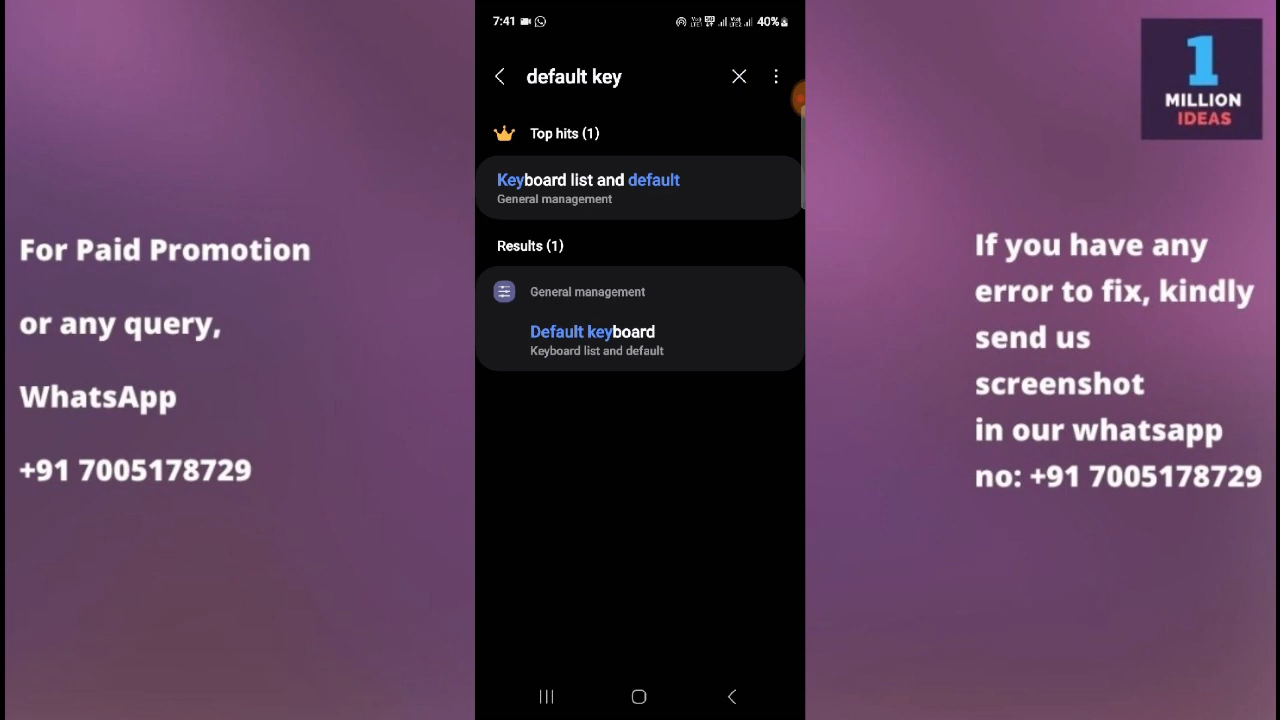 For Paid Promotion
or any query,
WhatsApp
+91 7005178729
7:41
40%
default key
Top hits (1)
Keyboard list and default
General management
Results (1)
General management
Default keyboard
Keyboard list and default
1
MILLION
IDEAS
If you have any
error to fix, kindly
send us
screenshot
in our whatsapp
no: +91 7005178729